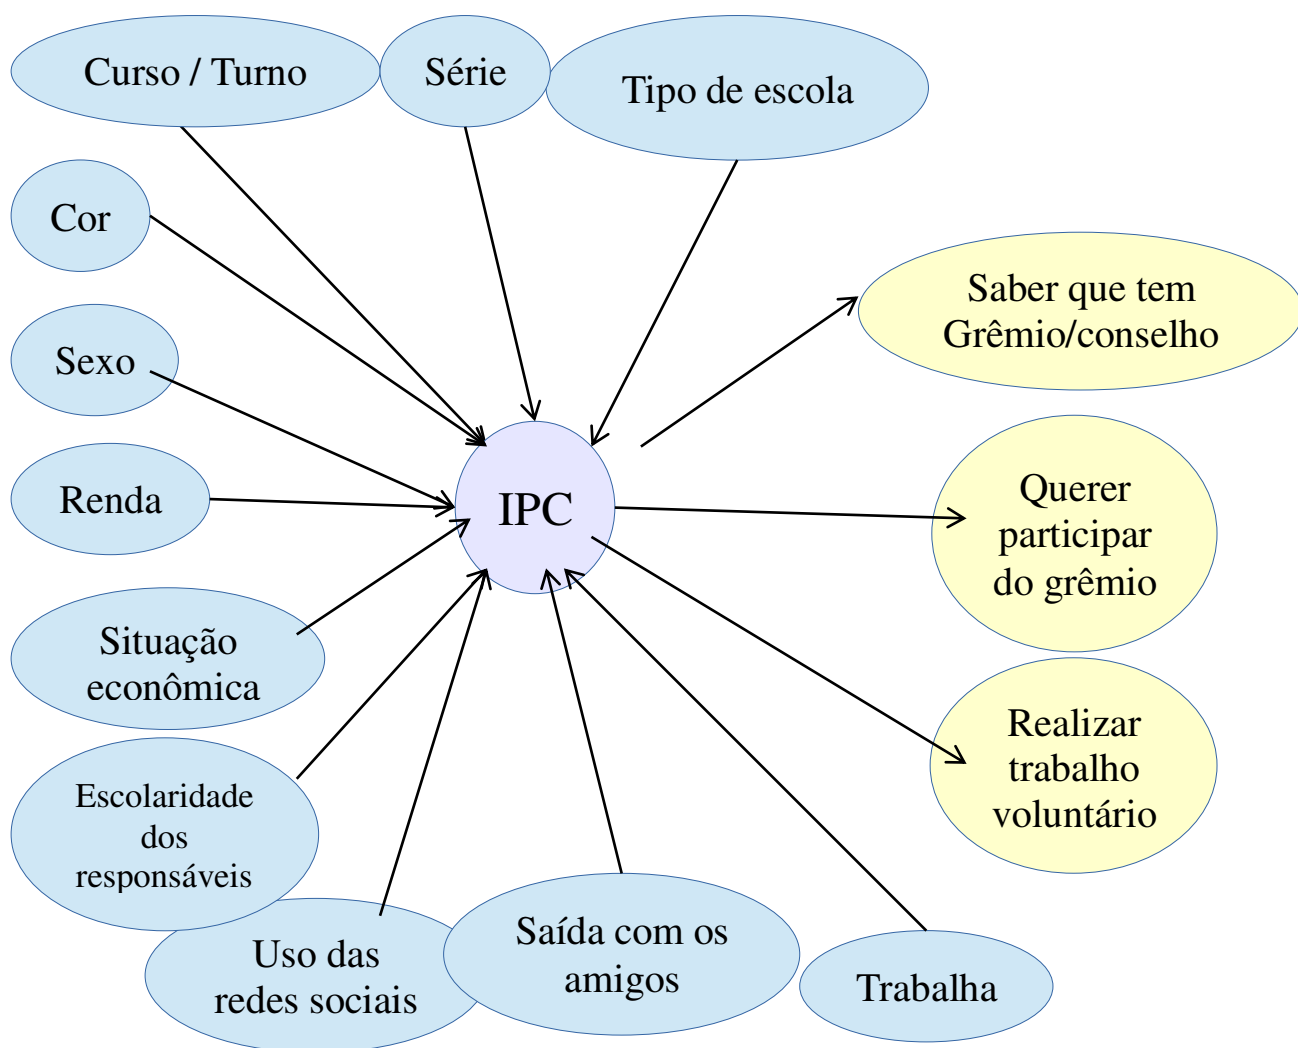 Curso / Turno
Série
Tipo de escola
Cor
Saber que tem
Grêmio/conselho
Sexo
Renda
IPC
Querer
participar
do grêmio
Situação
econômica
Realizar
trabalho
voluntário
Escolaridade
dos
responsáveis
Uso das
redes sociais
Saída com os
amigos
Trabalha